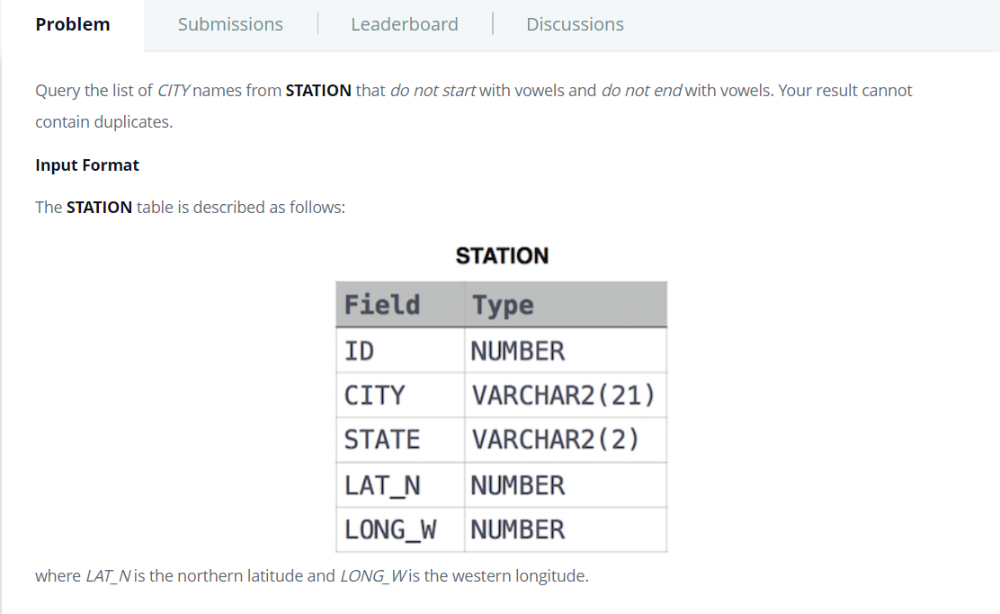 Problem Submissions Leaderboard Discussions
Query the list of CITY names from STATION that do not start with vowels and do not end with vowels. Your result cannot
contain duplicates.
Input Format
The STATION table is described as follows:
STATION
Field Type
ID NUMBER
CITY VARCHAR2(21)
STATE VARCHAR2(2)
LAT_N NUMBER
LONG_W NUMBER
where LAT_N is the northern latitude and LONG_W is the western longitude.